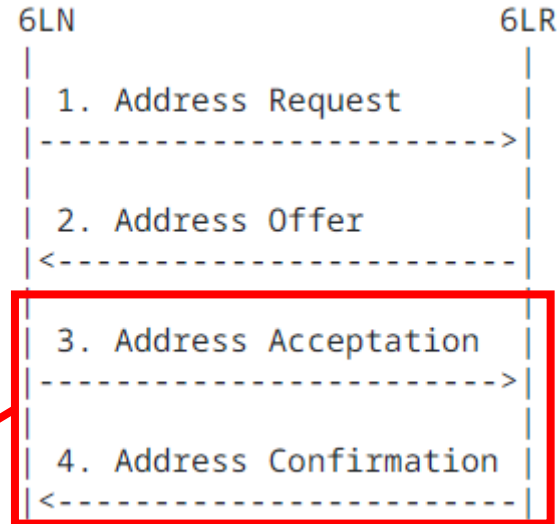 6LN 6LR
1. Address Request
2. Address Offer
3. Address Acceptation
4. Address Confirmation